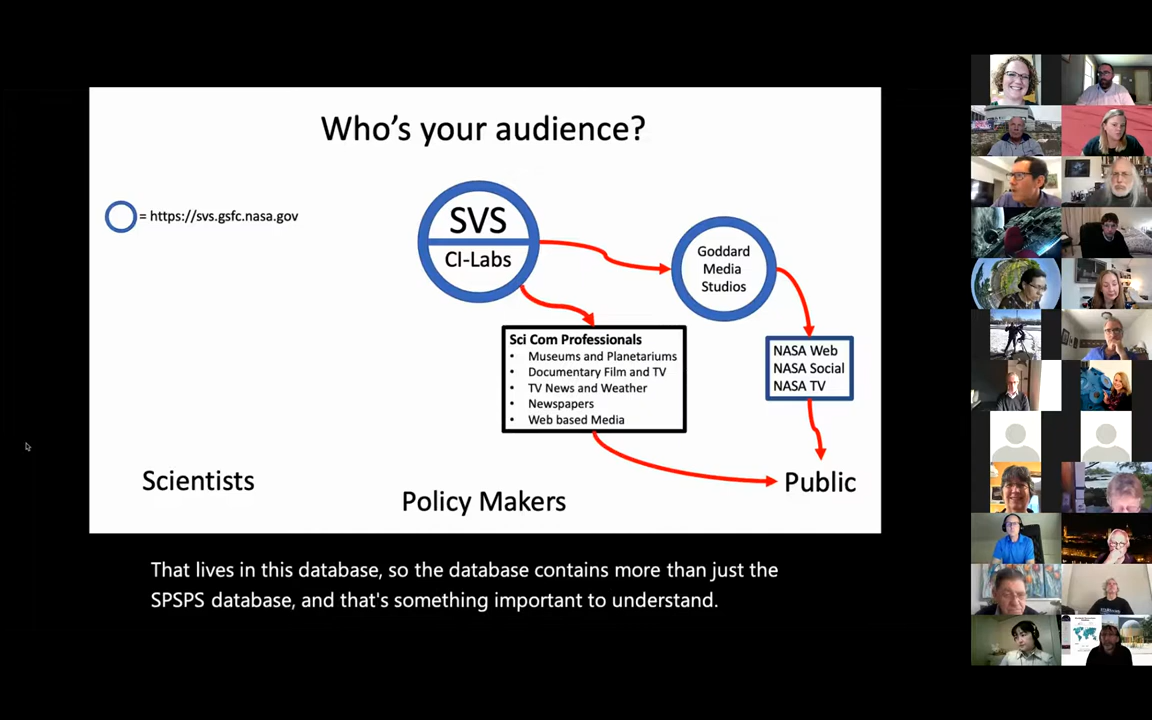 Who's your audience?
= https://svs.gsfc.nasa.gov
SVS
CI-Labs
Goddard
Media
Studios
Sci Com Professionals
• Museums and Planetariums
• Documentary Film and TV
• TV News and Weather
• Newspapers
• Web based Media
NASA Web
NASA Social
NASA TV
Scientists
Policy Makers
Public
That lives in this database, so the database contains more than just the
SPSPS database, and that's something important to understand.